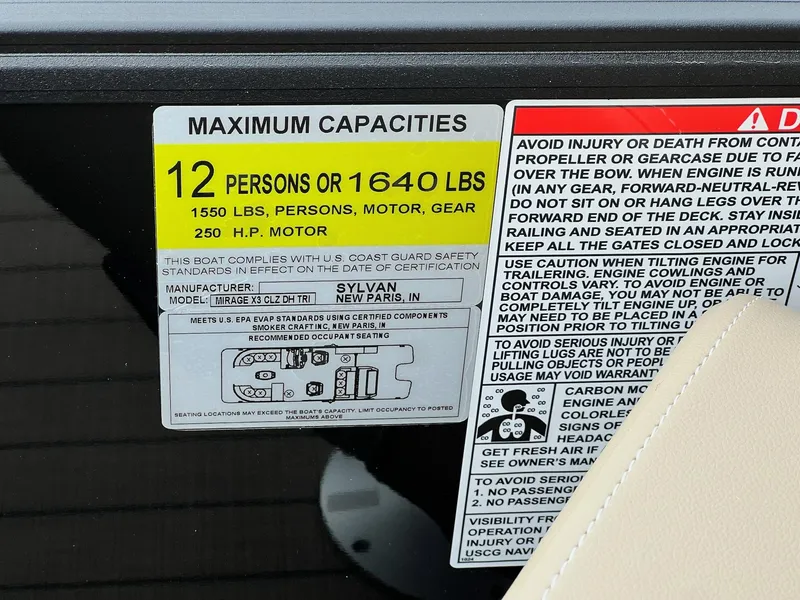 MAXIMUM CAPACITIES
12 PERSONS OR 1640 LBS
1550 LBS, PERSONS, MOTOR, GEAR
250 H.P. MOTOR
THIS BOAT COMPLIES WITH U.S. COAST GUARD SAFETY
STANDARDS IN EFFECT ON THE DATE OF CERTIFICATION
MANUFACTURER: SYLVAN
MODEL: MIRAGE X3 CLZ DH TRI NEW PARIS, IN
MEETS U.S. EPA EVAP STANDARDS USING CERTIFIED COMPONENTS
SMOKER CRAFT INC, NEW PARIS, IN
RECOMMENDED OCCUPANT SEATING
SEATING LOCATIONS MAY EXCEED THE BOAT'S CAPACITY. LIMIT OCCUPANCY TO POSTED
MAXIMUMS ABOVE
D
AVOID INJURY OR DEATH FROM CONTA
PROPELLER OR GEARCASE DUE TO FA
OVER THE BOW. WHEN ENGINE IS RUN
(IN ANY GEAR, FORWARD-NEUTRAL-REV
DO NOT SIT ON OR HANG LEGS OVER TH
FORWARD END OF THE DECK. STAY INSI
RAILING AND SEATED IN AN APPROPRIAT
KEEP ALL THE GATES CLOSED AND LOCK
USE CAUTION WHEN TILTING ENGINE FOR
TRAILERING. ENGINE COWLINGS AND
CONTROLS VARY. TO AVOID ENGINE OR
BOAT DAMAGE, YOU MAY NOT BE ABLE TO
COMPLETELY TILT ENGINE UP, OR
MAY NEED TO BE PLACED IN A
POSITION PRIOR TO TILTING U
TO AVOID SERIOUS INJURY OR
LIFTING LUGS ARE NOT TO BE
PULLING OBJECTS OR PEOPL
USAGE MAY VOID WARRANT
CARBON MO
ENGINE AN
COLORLES
SIGNS OF
HEADAC
GET FRESH AIR IF
SEE OWNER'S MAN
TO AVOID SERIO
1. NO PASSENG
2. NO PASSENG
VISIBILITY FR
OPERATION
INJURY OR
USCG NAVI